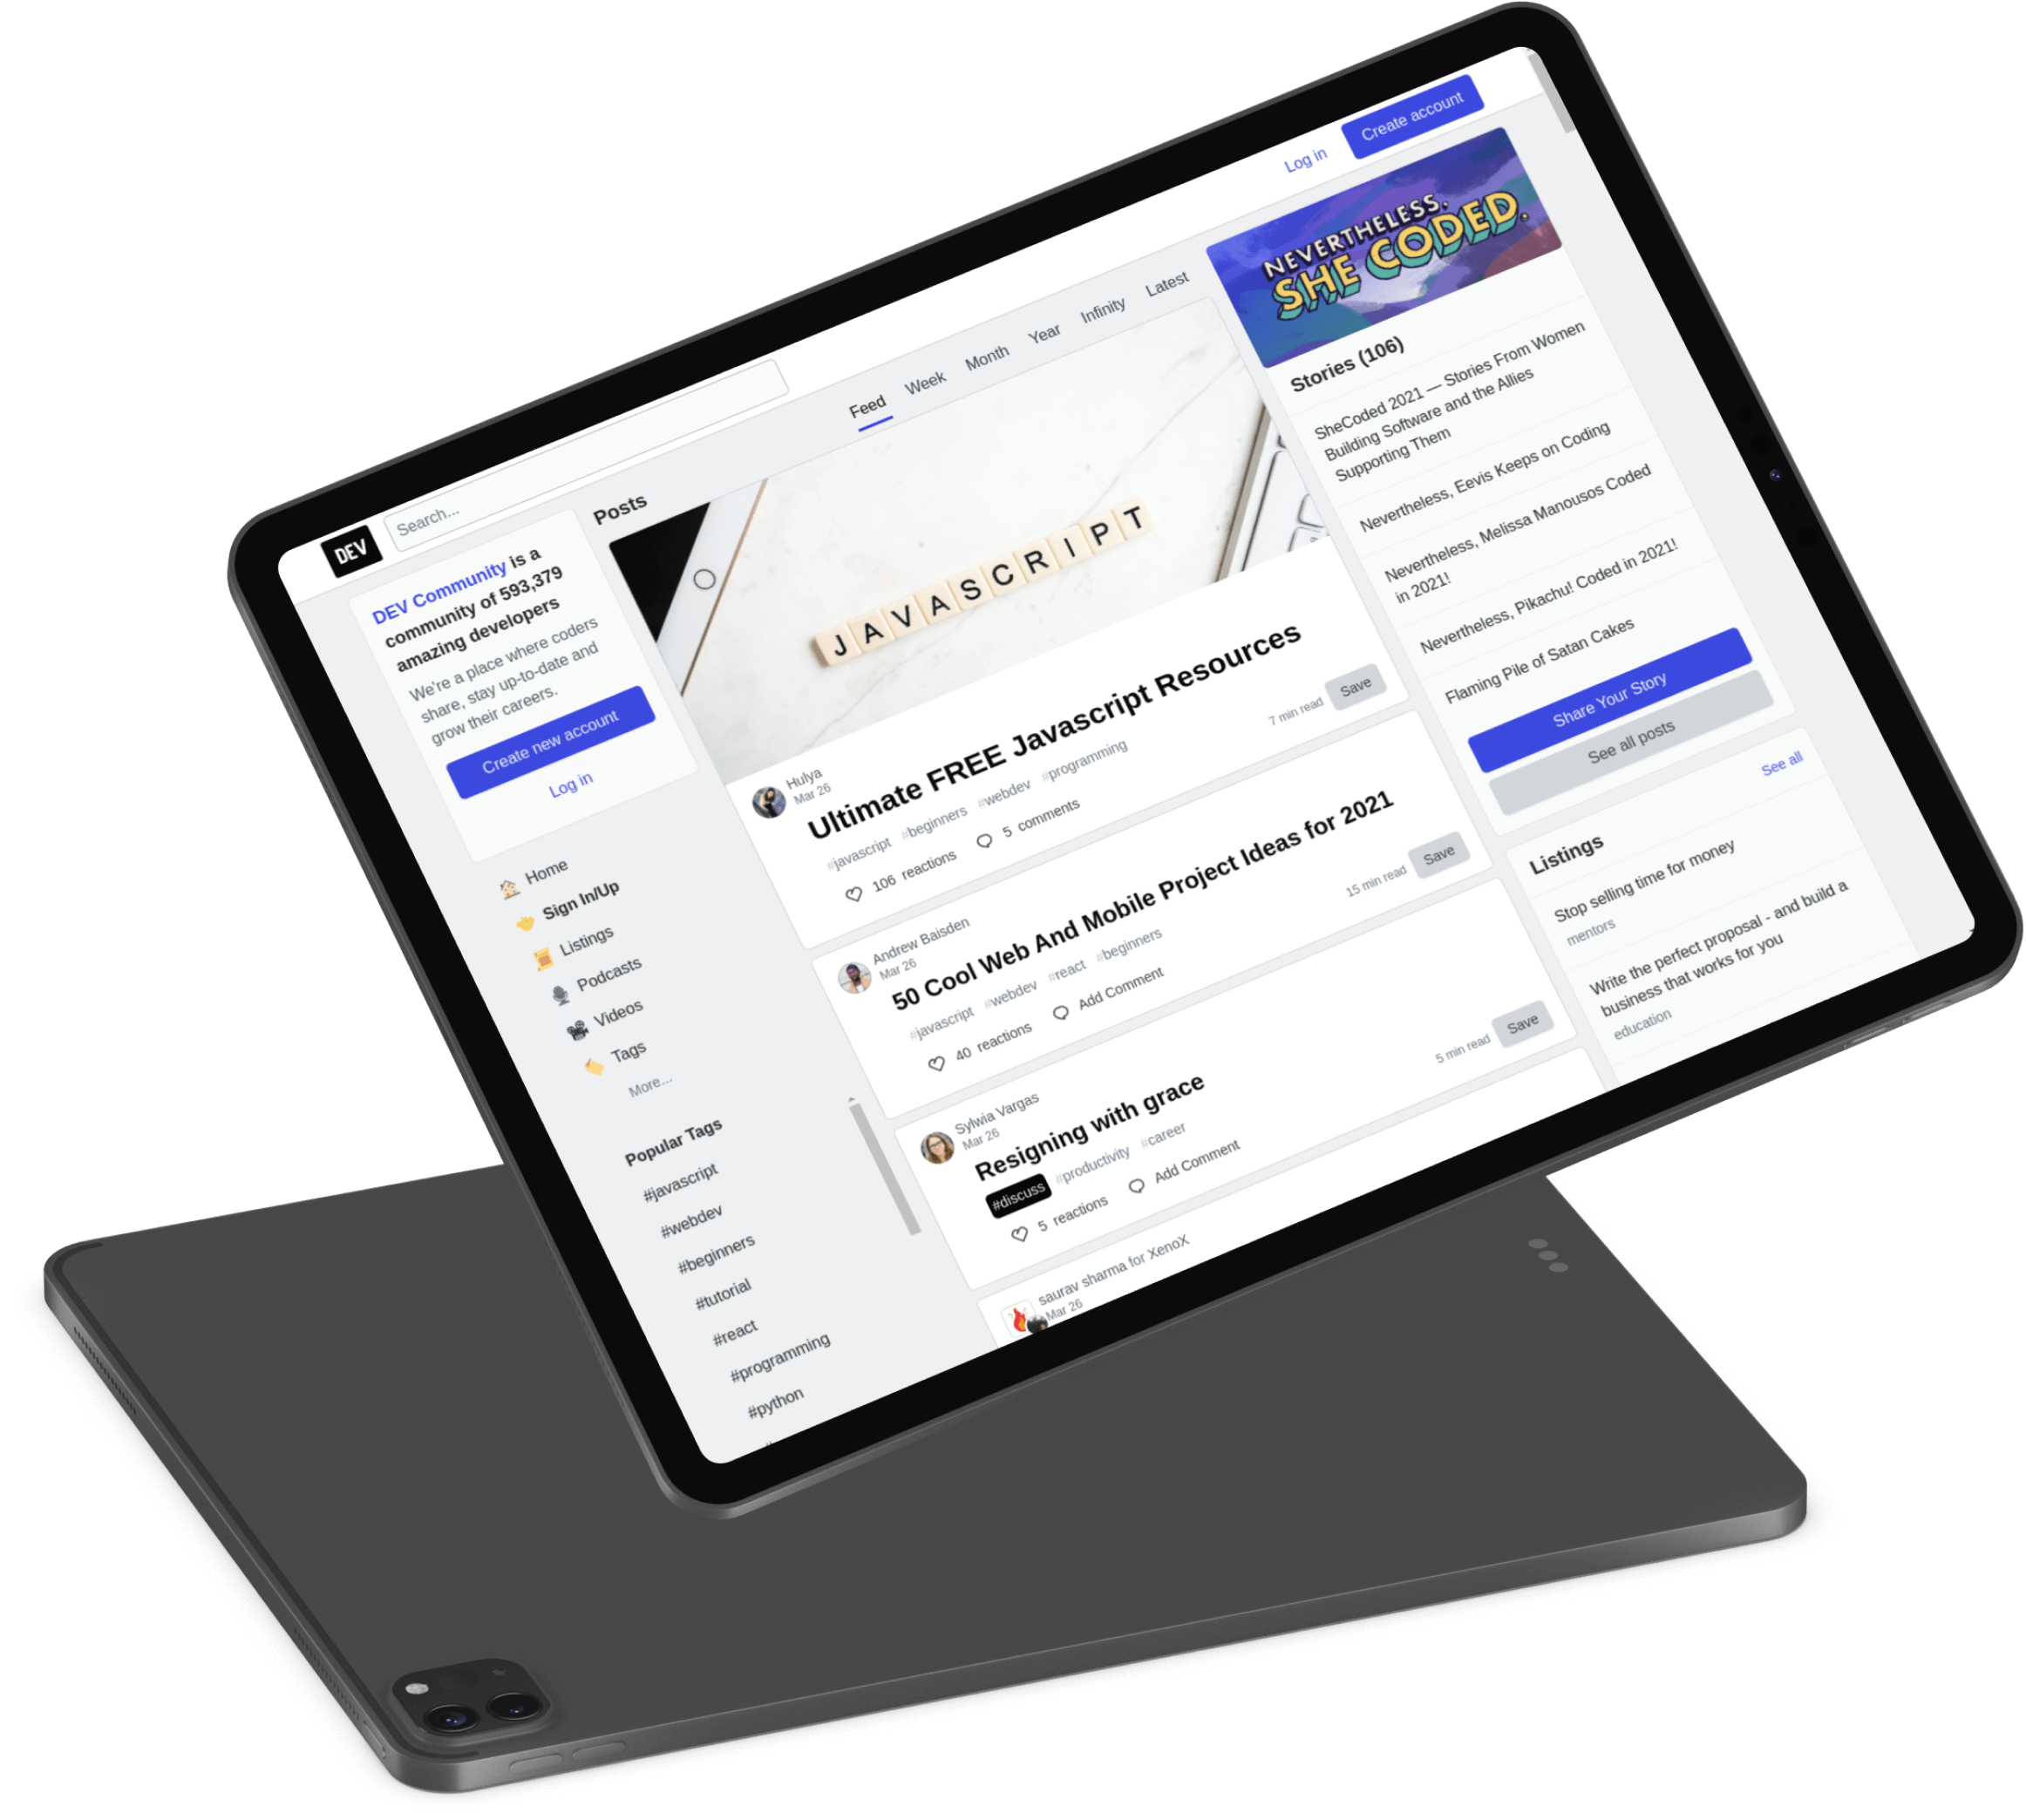 DEV
Search...
Log in
Create account
DEV Community is a
community of 593,379
amazing developers
We're a place where coders
share, stay up-to-date and
grow their careers.
Create new account
Log in
Home
Sign In/Up
Listings
Podcasts
Videos
Tags
More...
Popular Tags
#javascript
#webdev
#beginners
#tutorial
#react
#programming
#python
Posts
Feed Week Month Year Infinity Latest
JAVASCRIPT
Hulya
Mar 26
Ultimate FREE Javascript Resources
#javascript #beginners #webdev #programming
106 reactions 5 comments
7 min read Save
Andrew Baisden
Mar 26
50 Cool Web And Mobile Project Ideas for 2021
#javascript #webdev #react #beginners
40 reactions Add Comment
15 min read Save
Sylwia Vargas
Mar 26
Resigning with grace
#discuss #productivity #career
5 reactions Add Comment
5 min read Save
saurav sharma for XenoX
Mar 26
NEVERTHELESS,
SHE CODED.
Stories (106)
SheCoded 2021 — Stories From Women
Building Software and the Allies
Supporting Them
Nevertheless, Eevis Keeps on Coding
Nevertheless, Melissa Manousos Coded
in 2021!
Nevertheless, Pikachu! Coded in 2021!
Flaming Pile of Satan Cakes
Share Your Story
See all posts
Listings
See all
Stop selling time for money
mentors
Write the perfect proposal - and build a
business that works for you
education